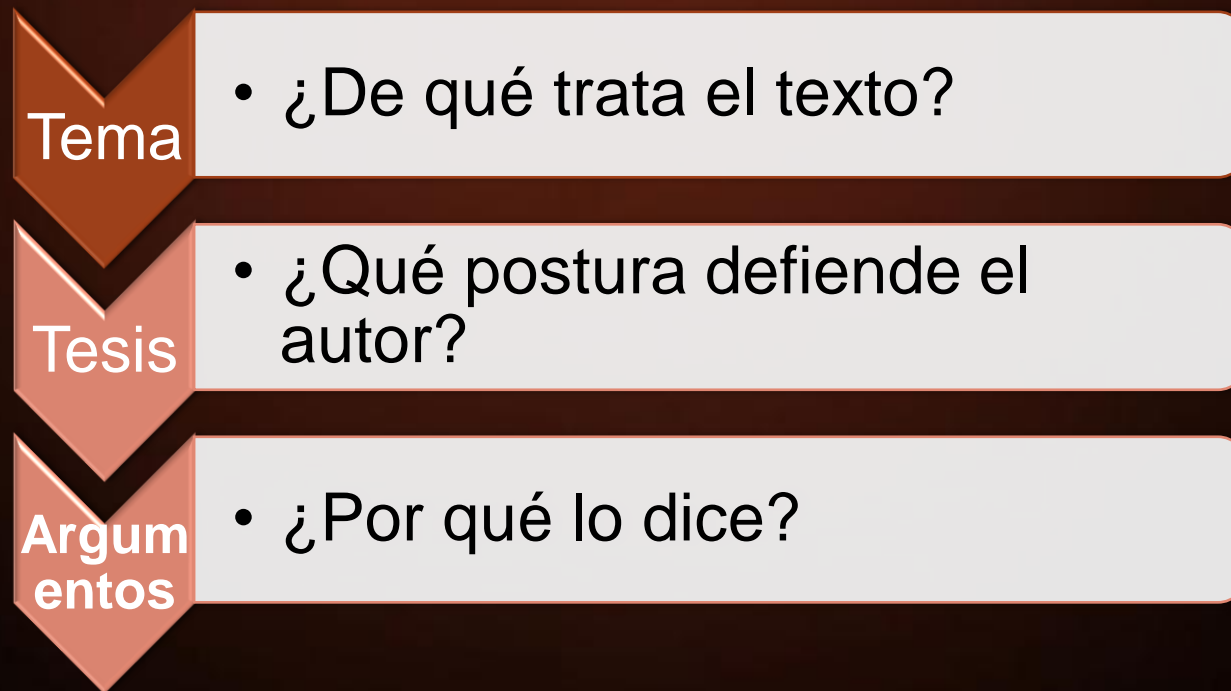 Tema
• ¿De qué trata el texto?
Tesis
• ¿Qué postura defiende el
autor?
Argum
entos
• ¿Por qué lo dice?